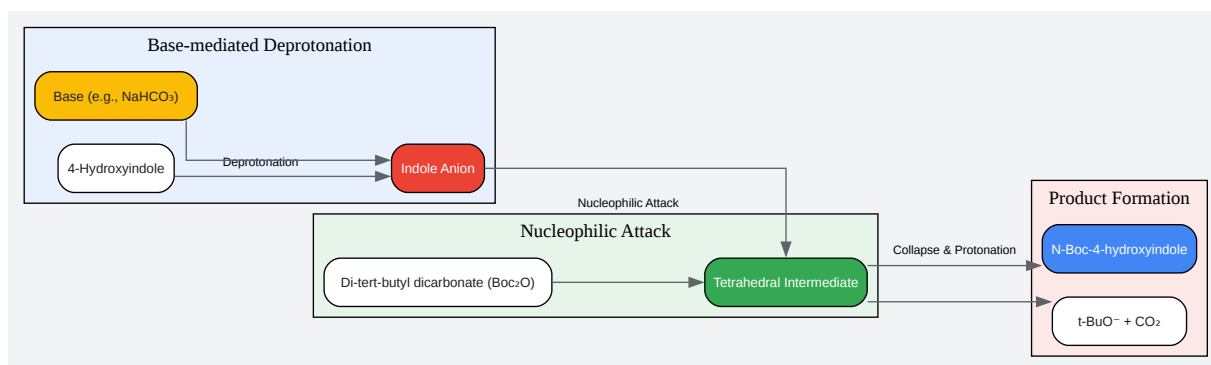 Base-mediated Deprotonation
Base (e.g., NaHCO₃)
4-Hydroxyindole
Deprotonation
Indole Anion
Nucleophilic Attack
Nucleophilic Attack
Di-tert-butyl dicarbonate (Boc₂O)
Tetrahedral Intermediate
Collapse & Protonation
Product Formation
N-Boc-4-hydroxyindole
t-BuO⁻ + CO₂